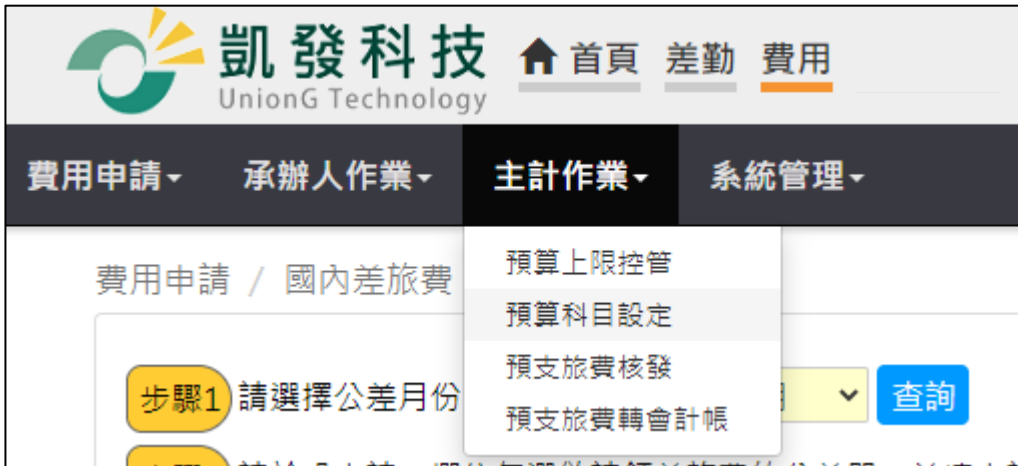 凱發科技
UnionG Technology
首頁 差勤 費用
費用申請 承辦人作業 主計作業 系統管理
預算上限控管
預算科目設定
預支旅費核發
預支旅費轉會計帳
費用申請 / 國內差旅費
步驟1 請選擇公差月份 查詢